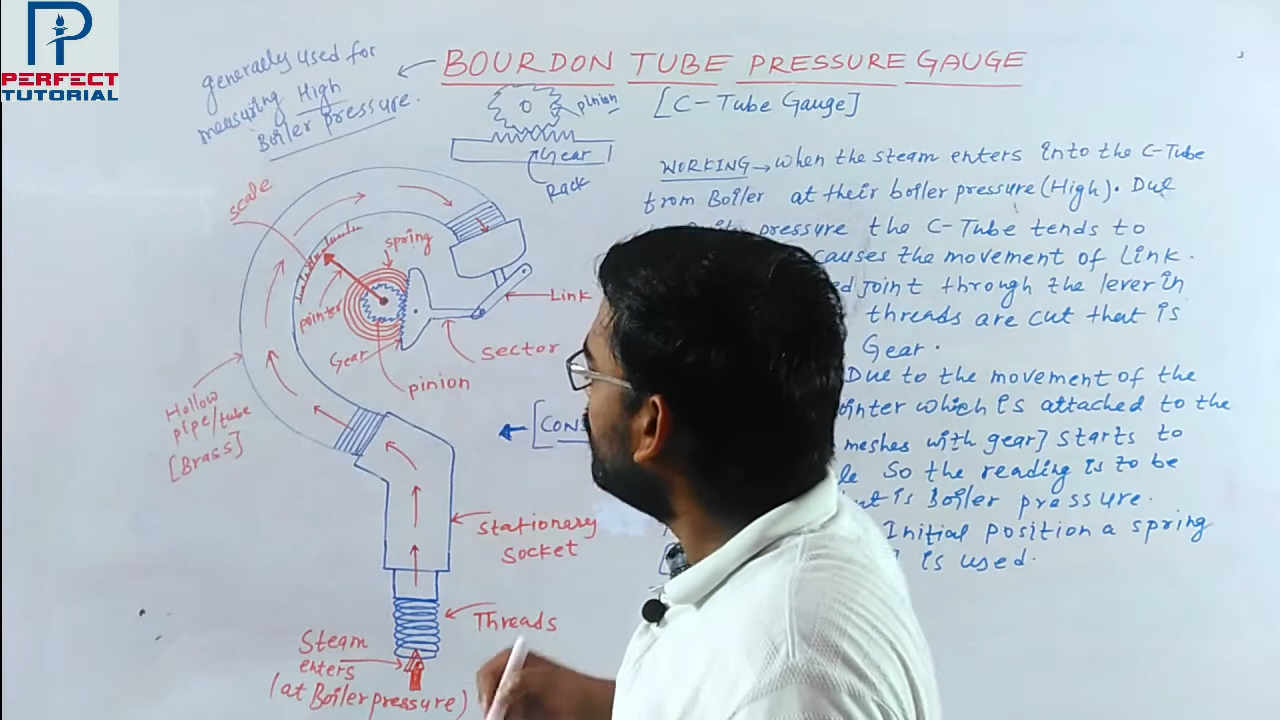 PERFECT
TUTORIAL
generally used for
measuring High
Boiler pressure.
BOURDON TUBE PRESSURE GAUGE
[C-Tube Gauge]
pinion
Gear
Rack
scale
spring
pointer
Gear
pinion
Link
sector
Hollow
pipe/tube
[Brass]
Stationary
Socket
Threads
Steam
enters
(at Boiler pressure)
[CONS
WORKING → when the steam enters into the C-Tube
from Boiler at their boiler pressure (High). Due
pressure the C-Tube tends to
causes the movement of Link.
joint through the lever in
threads are cut that is
Gear.
Due to the movement of the
which is attached to the
meshes with gear] starts to
So the reading is to be
is Boiler pressure.
Initial position a spring
is used.